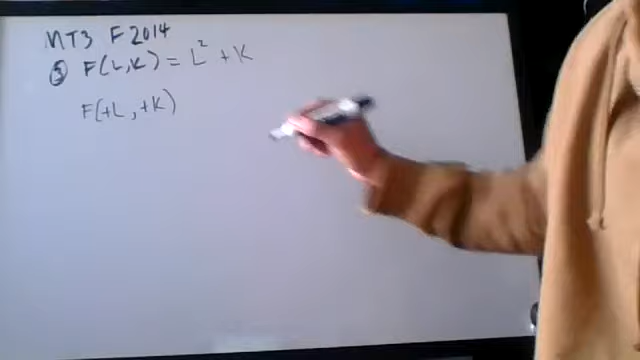 MT3 F 2014
③ F(L,K) = L² + K
F(tL, tK)